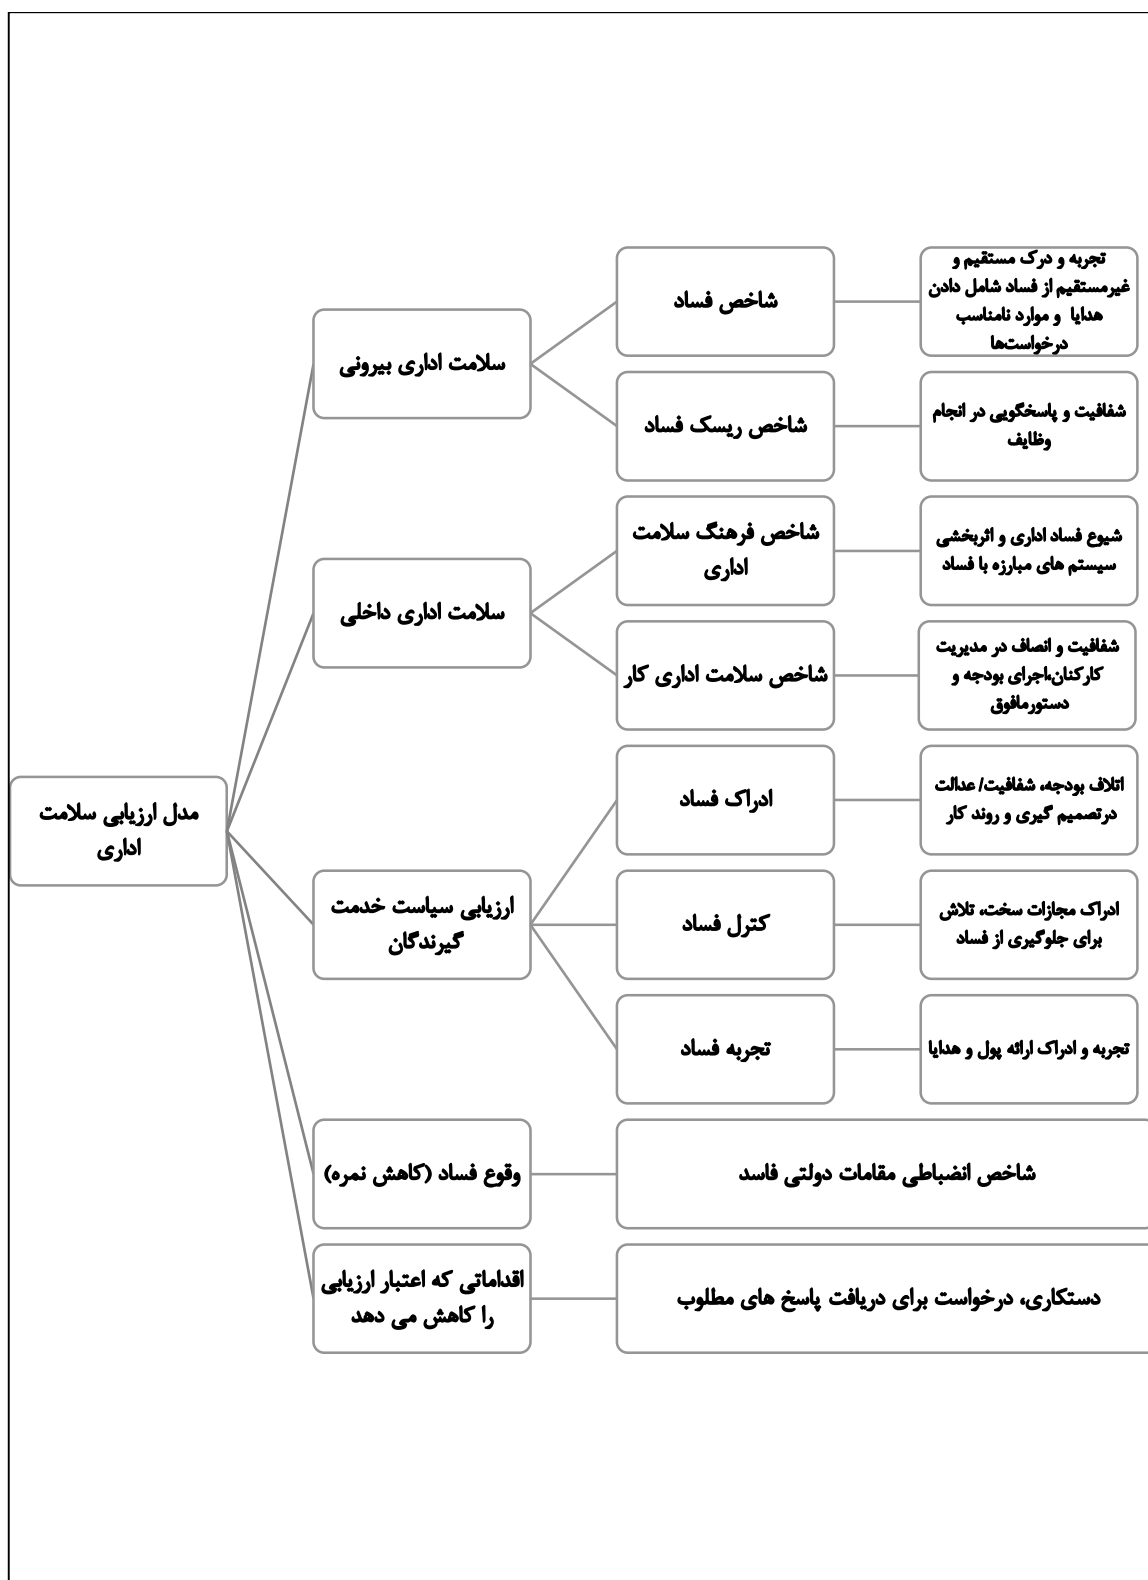 مدل ارزیابی سلامت
اداری
سلامت اداری بیرونی
شاخص فساد
تجربه و درک مستقیم و
غیرمستقیم از فساد شامل دادن
هدایا و موارد نامناسب
درخواست‌ها
شاخص ریسک فساد
شفافیت و پاسخگویی در انجام
وظایف
سلامت اداری داخلی
شاخص فرهنگ سلامت
اداری
شیوع فساد اداری و اثربخشی
سیستم های مبارزه با فساد
شاخص سلامت اداری کار
شفافیت و انصاف در مدیریت
کارکنان،اجرای بودجه و
دستورمافوق
ارزیابی سیاست خدمت
گیرندگان
ادراک فساد
اتلاف بودجه، شفافیت/ عدالت
درتصمیم گیری و روند کار
کترل فساد
ادراک مجازات سخت، تلاش
برای جلوگیری از فساد
تجربه فساد
تجربه و ادراک ارائه پول و هدایا
وقوع فساد (کاهش نمره)
شاخص انضباطی مقامات دولتی فاسد
اقداماتی که اعتبار ارزیابی
را کاهش می دهد
دستکاری، درخواست برای دریافت پاسخ های مطلوب